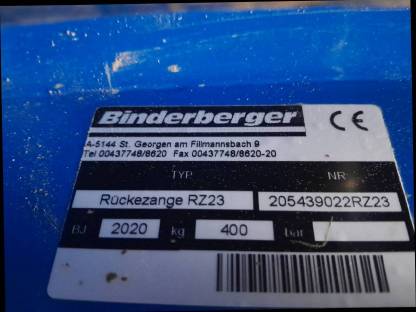 Binderberger CE
A-5144 St. Georgen am Fillmannsbach 9
Tel 00437748/8620 Fax 00437748/8620-20
TYP NR
Rückezange RZ23 205439022RZ23
BJ 2020 kg 400 bar